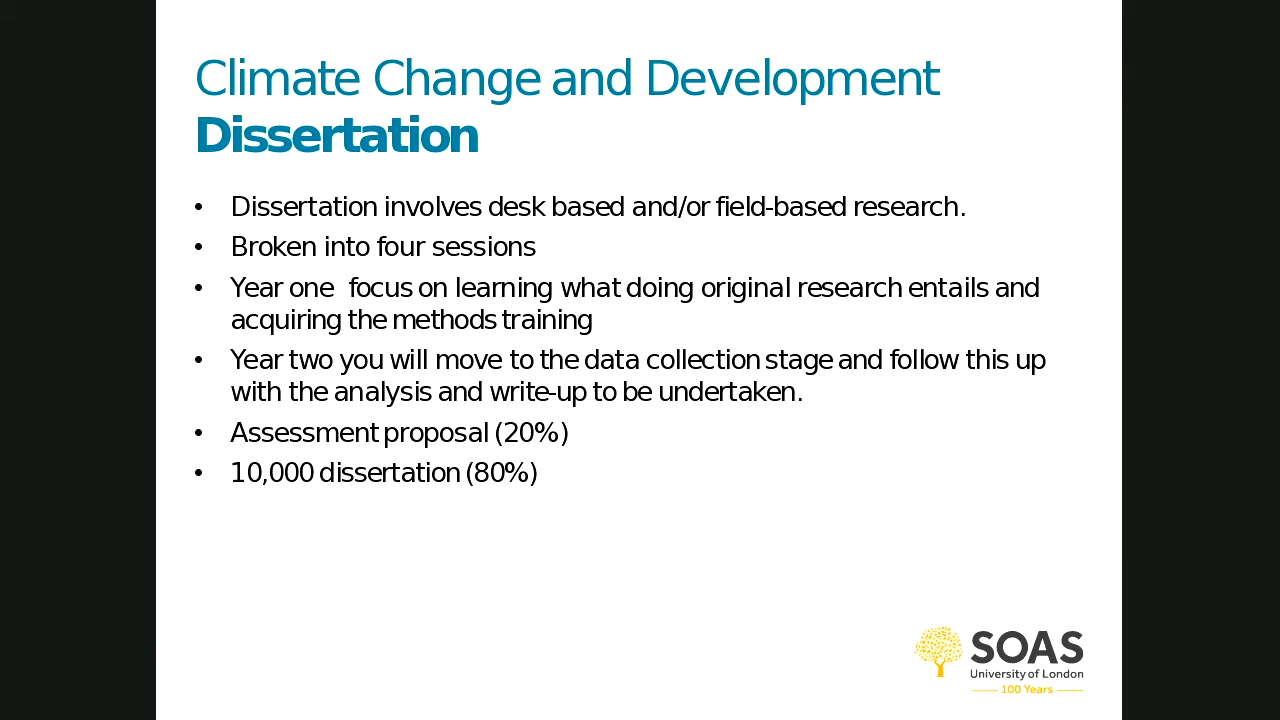 Climate Change and Development
Dissertation
• Dissertation involves desk based and/or field-based research.
• Broken into four sessions
• Year one focus on learning what doing original research entails and
acquiring the methods training
• Year two you will move to the data collection stage and follow this up
with the analysis and write-up to be undertaken.
• Assessment proposal (20%)
• 10,000 dissertation (80%)
SOAS
University of London
100 Years